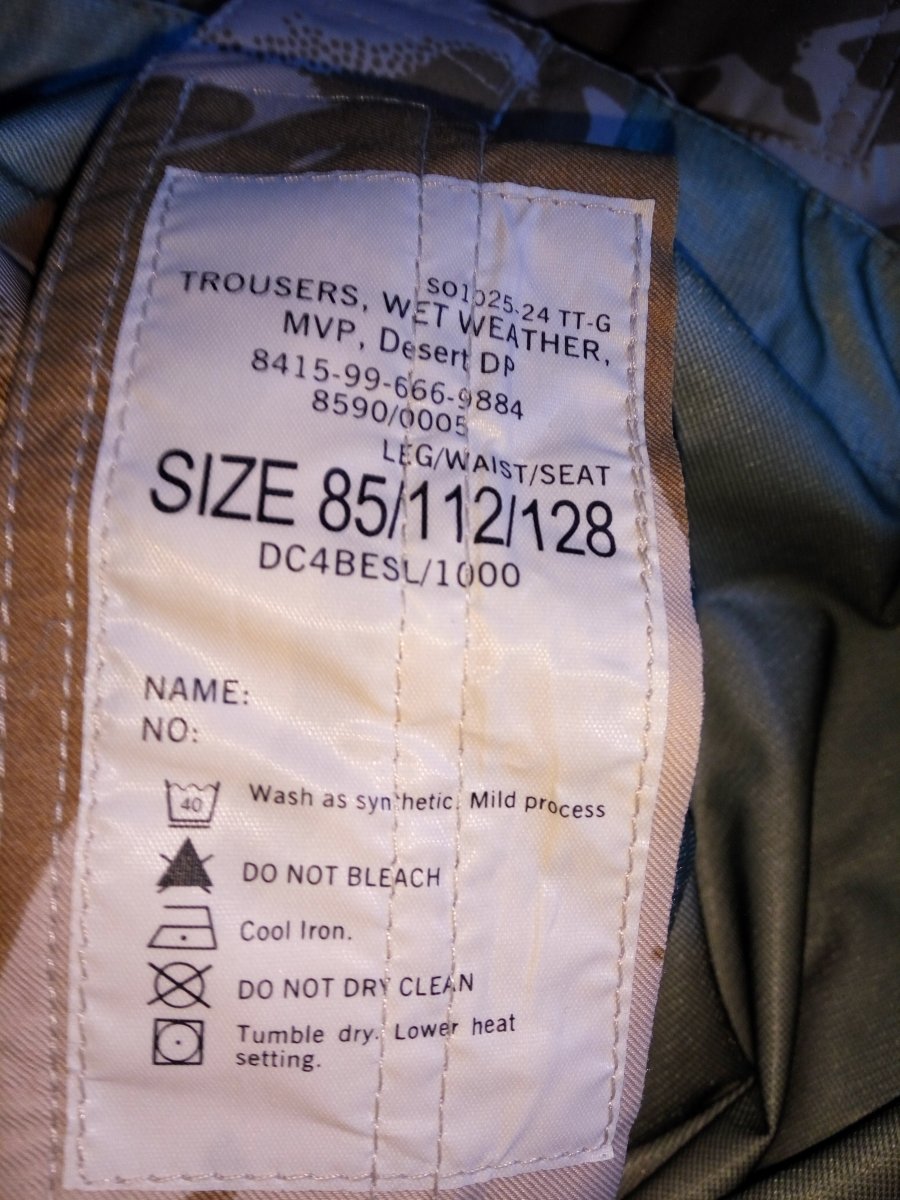 SO1025.24 TT-G
TROUSERS, WET WEATHER,
MVP, Desert DP
8415-99-666-9884
8590/0005
LEG/WAIST/SEAT
SIZE 85/112/128
DC4BESL/1000
NAME:
NO:
40
Wash as synthetic. Mild process
DO NOT BLEACH
Cool Iron.
DO NOT DRY CLEAN
Tumble dry. Lower heat
setting.